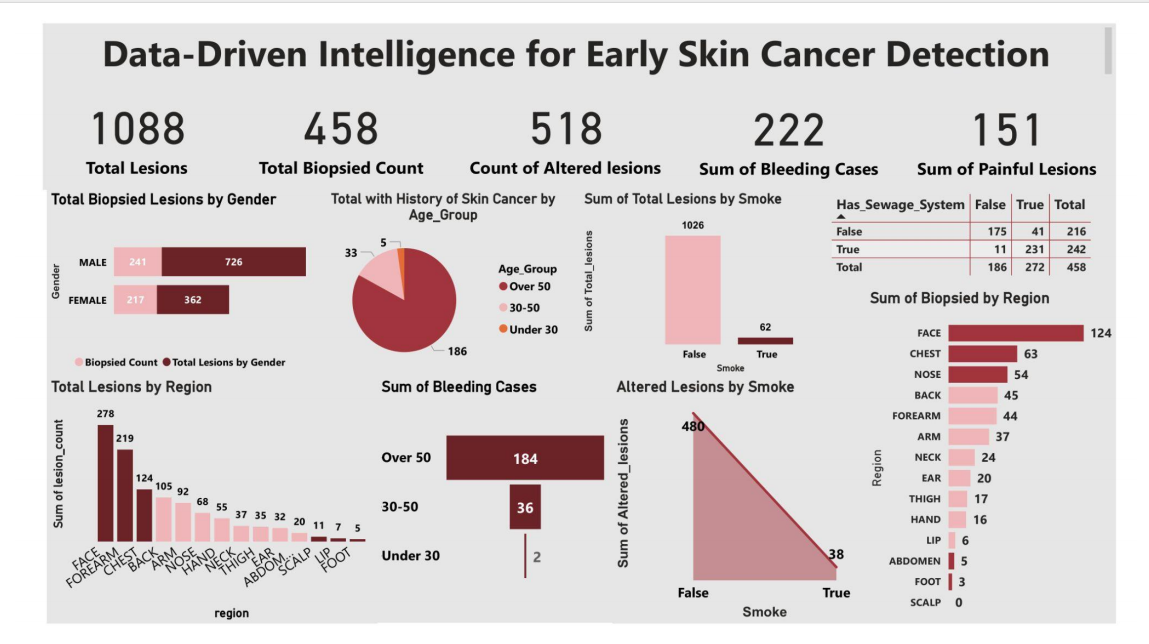 Data-Driven Intelligence for Early Skin Cancer Detection
1088
Total Lesions
458
Total Biopsied Count
518
Count of Altered lesions
222
Sum of Bleeding Cases
151
Sum of Painful Lesions
Total Biopsied Lesions by Gender
Gender
MALE 241 726
FEMALE 217 362
Biopsied Count Total Lesions by Gender
Total with History of Skin Cancer by
Age_Group
5
33
186
Age_Group
Over 50
30-50
Under 30
Sum of Total Lesions by Smoke
Sum of Total_lesions
1026
62
False True
Smoke
Has_Sewage_System False True Total
False 175 41 216
True 11 231 242
Total 186 272 458
Total Lesions by Region
Sum of lesion_count
278
219
124
105
92
68
55
37
35
32
20
11
7
5
FACE
FOREARM
CHEST
BACK
ARM
NOSE
HAND
NECK
THIGH
EAR
ABDOM...
SCALP
LIP
FOOT
region
Sum of Bleeding Cases
Over 50 184
30-50 36
Under 30 2
Altered Lesions by Smoke
Sum of Altered_lesions
480
38
False True
Smoke
Sum of Biopsied by Region
Region
FACE 124
CHEST 63
NOSE 54
BACK 45
FOREARM 44
ARM 37
NECK 24
EAR 20
THIGH 17
HAND 16
LIP 6
ABDOMEN 5
FOOT 3
SCALP 0